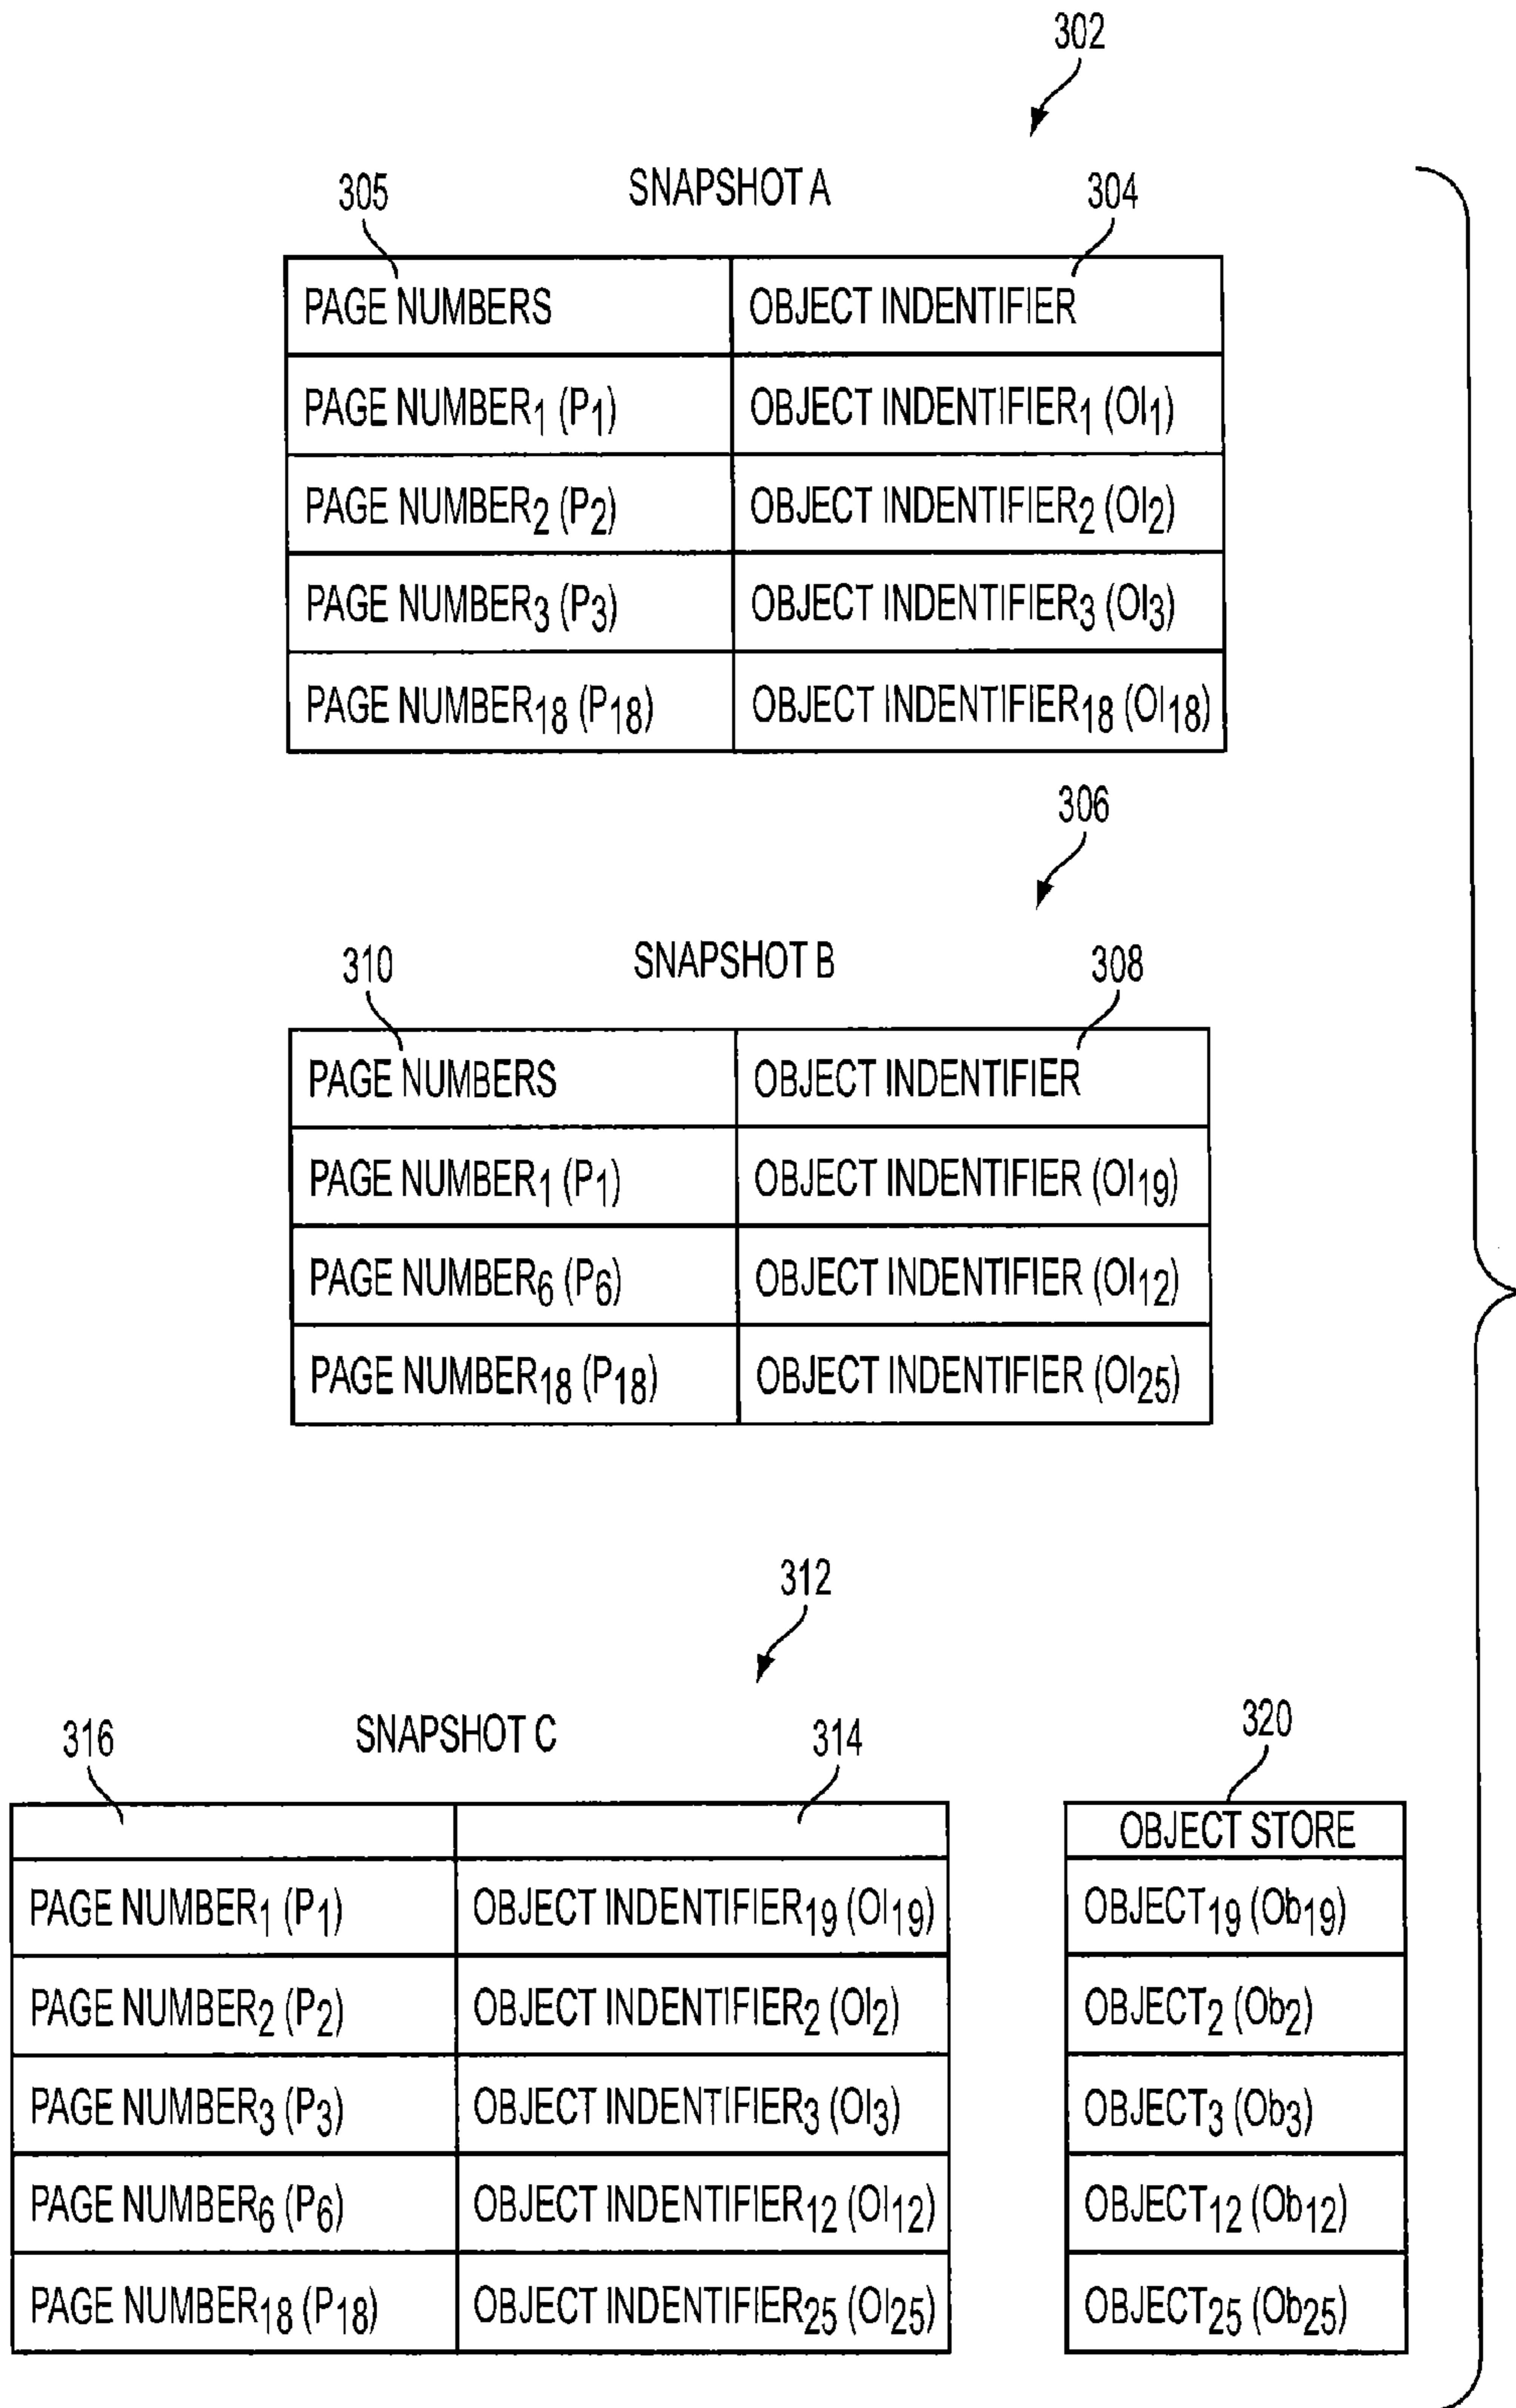 302
SNAPSHOT A
305
304
PAGE NUMBERS OBJECT INDENTIFIER
PAGE NUMBER1 (P1) OBJECT INDENTIFIER1 (OI1)
PAGE NUMBER2 (P2) OBJECT INDENTIFIER2 (OI2)
PAGE NUMBER3 (P3) OBJECT INDENTIFIER3 (OI3)
PAGE NUMBER18 (P18) OBJECT INDENTIFIER18 (OI18)
306
SNAPSHOT B
310
308
PAGE NUMBERS OBJECT INDENTIFIER
PAGE NUMBER1 (P1) OBJECT INDENTIFIER (OI19)
PAGE NUMBER6 (P6) OBJECT INDENTIFIER (OI12)
PAGE NUMBER18 (P18) OBJECT INDENTIFIER (OI25)
312
SNAPSHOT C
316
314
320
OBJECT STORE
PAGE NUMBER1 (P1) OBJECT INDENTIFIER19 (OI19) OBJECT19 (Ob19)
PAGE NUMBER2 (P2) OBJECT INDENTIFIER2 (OI2) OBJECT2 (Ob2)
PAGE NUMBER3 (P3) OBJECT INDENTIFIER3 (OI3) OBJECT3 (Ob3)
PAGE NUMBER6 (P6) OBJECT INDENTIFIER12 (OI12) OBJECT12 (Ob12)
PAGE NUMBER18 (P18) OBJECT INDENTIFIER25 (OI25) OBJECT25 (Ob25)